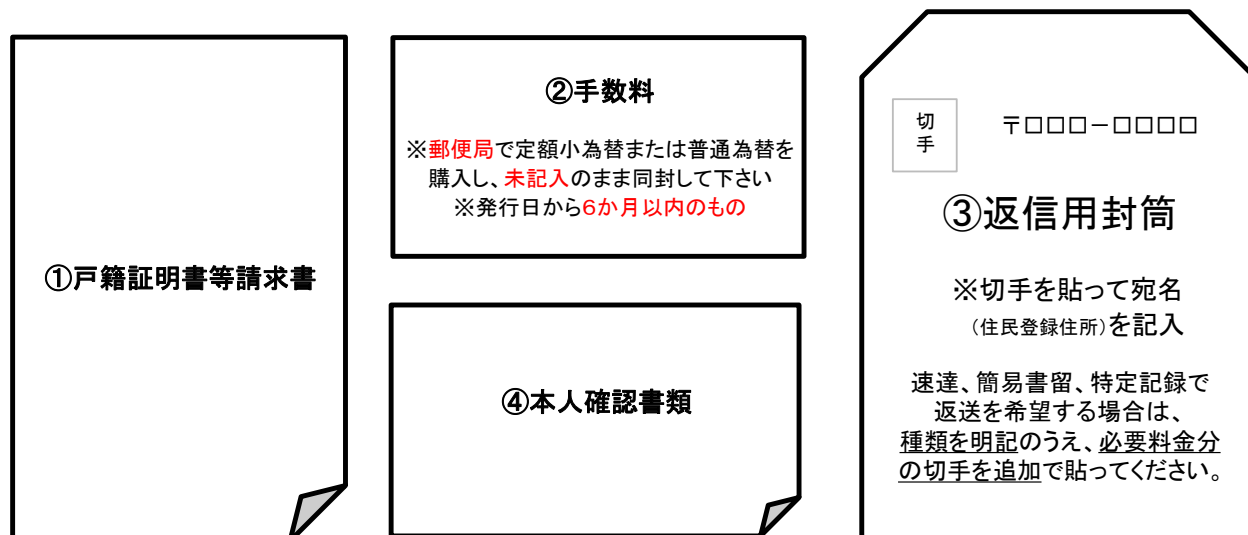 ①戸籍証明書等請求書
②手数料
※郵便局で定額小為替または普通為替を
購入し、未記入のまま同封して下さい
※発行日から6か月以内のもの
④本人確認書類
切
手
〒□□□－□□□□
③返信用封筒
※切手を貼って宛名
（住民登録住所）を記入
速達、簡易書留、特定記録で
返送を希望する場合は、
種類を明記のうえ、必要料金分
の切手を追加で貼ってください。